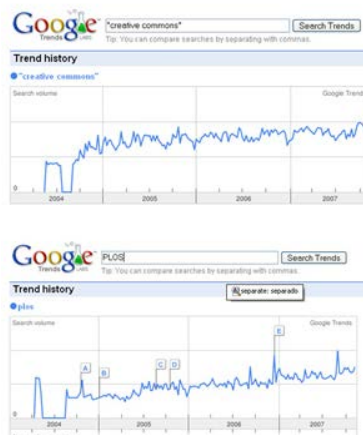 Google
Trends LABS
"creative commons"
Search Trends
Tip: You can compare searches by separating with commas.
Trend history
"creative commons"
Search volume
Google Trend
0
2004 2005 2006 2007
Google
Trends LABS
PLOS
Search Trends
Tip: You can compare searches by separating with commas.
Trend history
separate: separado
plos
Search volume
Google Trends
E
A B C D
0
2004 2005 2006 2007